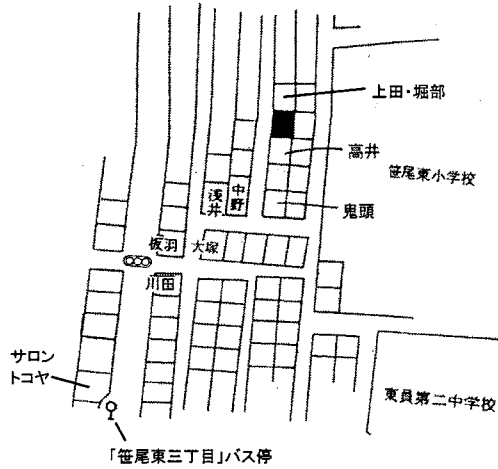 上田・堀部
高井
笹尾東小学校
浅井
中野
鬼頭
板羽
大塚
川田
サロン
トコヤ
東員第二中学校
「笹尾東三丁目」バス停